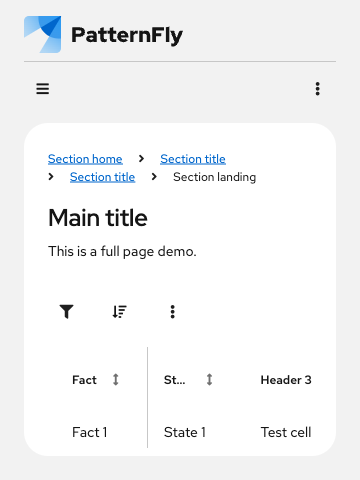 PatternFly
Section home Section title
Section title Section landing
Main title
This is a full page demo.
Fact St... Header 3
Fact 1 State 1 Test cell